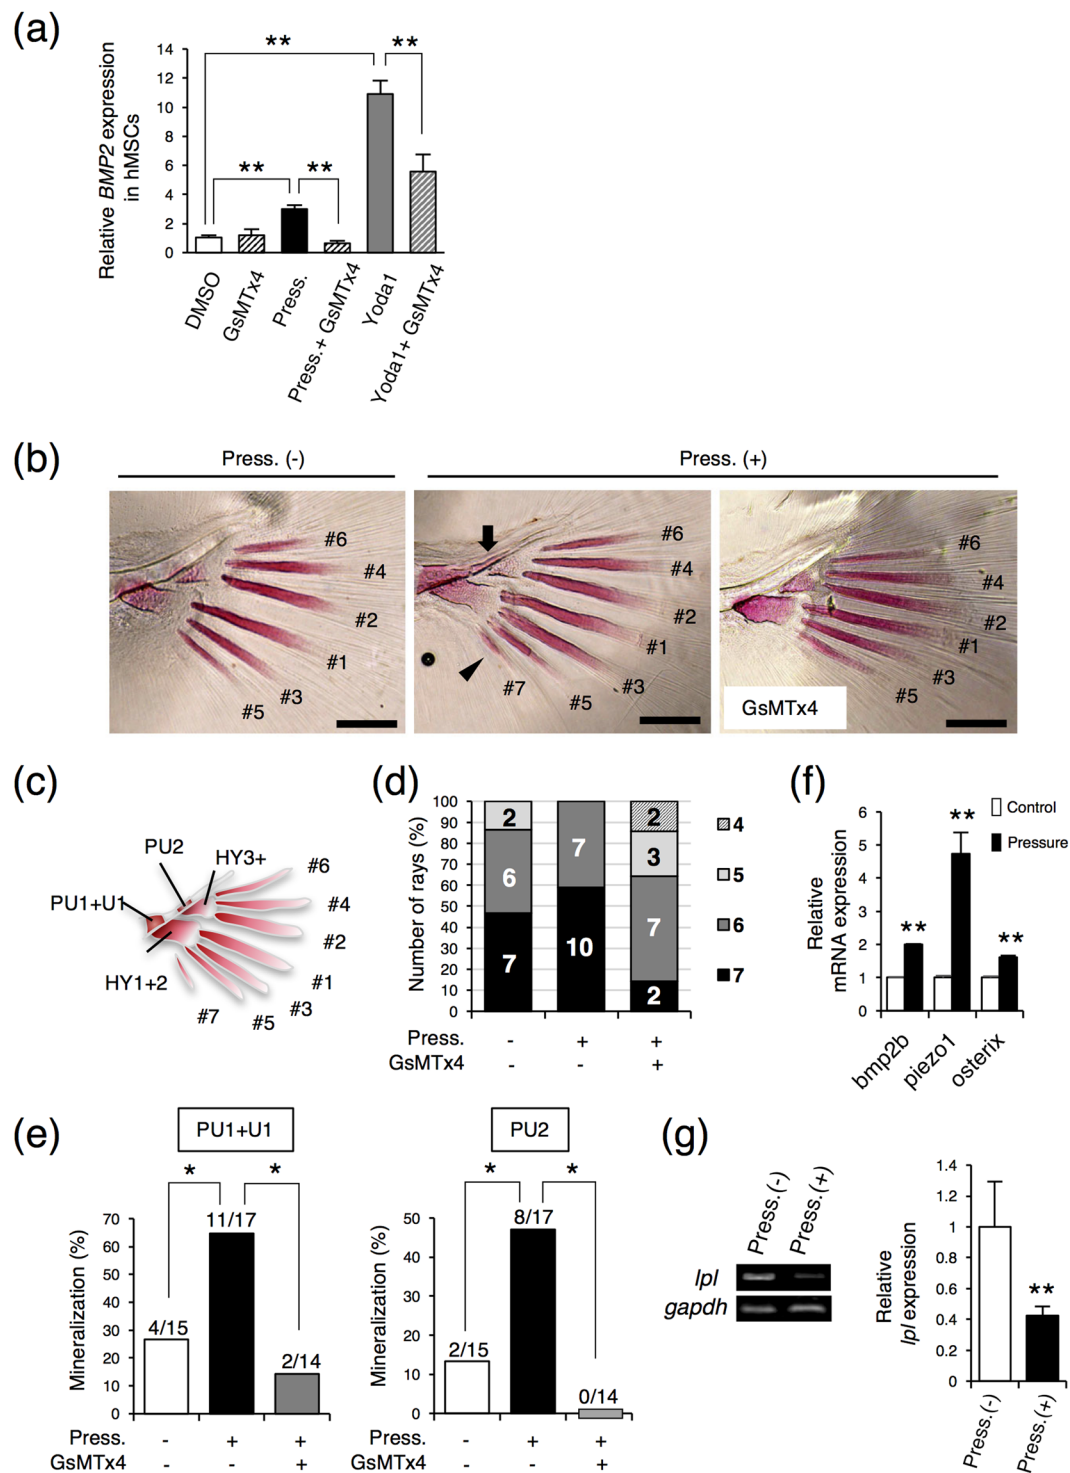 (a)
Relative BMP2 expression
in hMSCs
14
12
10
8
6
4
2
0
** **
** **
DMSO
GsMTx4
Press.
Press.+ GsMTx4
Yoda1
Yoda1+ GsMTx4
(b)
Press. (-)
Press. (+)
#6
#4
#2
#1
#3
#5
#6
#4
#2
#1
#3
#5
#7
#6
#4
#2
#1
#3
#5
GsMTx4
(c)
PU2
HY3+
PU1+U1
HY1+2
#6
#4
#2
#1
#3
#5
#7
(d)
Number of rays (%)
100
90
80
70
60
50
40
30
20
10
0
2
6
7
7
10
2
3
7
2
4
5
6
7
Press. - + +
GsMTx4 - - +
(f)
Relative
mRNA expression
6
5
4
3
2
1
0
** ** **
Control
Pressure
bmp2b
piezo1
osterix
(e)
PU1+U1
* *
Mineralization (%)
70
60
50
40
30
20
10
0
4/15
11/17
2/14
Press. - + +
GsMTx4 - - +
PU2
* *
Mineralization (%)
50
40
30
20
10
0
2/15
8/17
0/14
Press. - + +
GsMTx4 - - +
(g)
Press.(-)
Press.(+)
lpl
gapdh
Relative
lpl expression
1.4
1.2
1
0.8
0.6
0.4
0.2
0
**
Press.(-)
Press.(+)